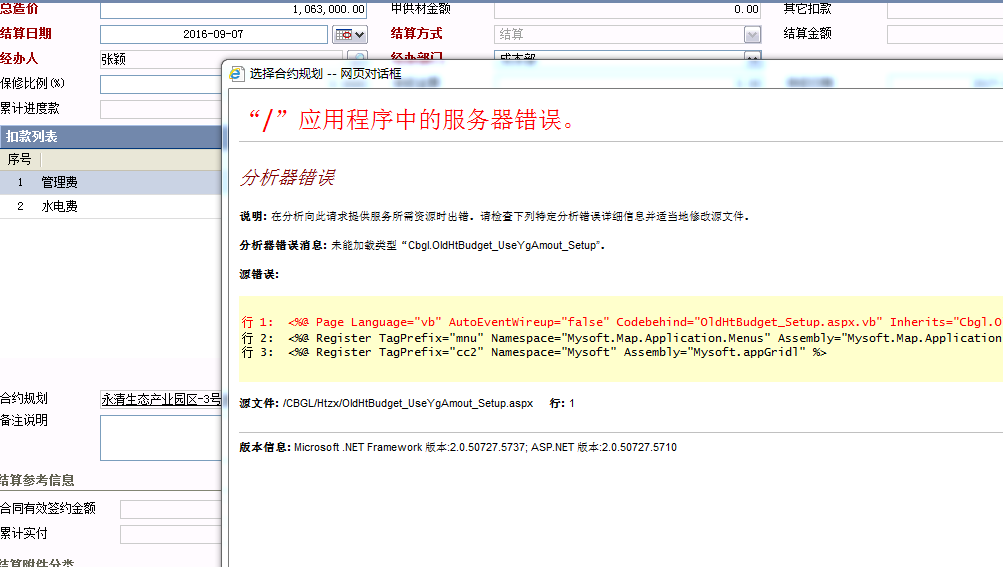 总造价 1,063,000.00 甲供材金额 0.00 其它扣款
结算日期 2016-09-07 结算方式 结算 结算金额
经办人 张颖 经办部门 成本部
保修比例(%)
累计进度款
扣款列表
序号
1 管理费
2 水电费
合约规划 永清生态产业园区-3号
备注说明
结算参考信息
合同有效签约金额
累计实付
结算附件分类
选择合约规划 -- 网页对话框
“/”应用程序中的服务器错误。
分析器错误
说明: 在分析向此请求提供服务所需资源时出错。请检查下列特定分析错误详细信息并适当地修改源文件。
分析器错误消息: 未能加载类型“Cbgl.OldHtBudget_UseYgAmout_Setup”。
源错误:
行 1: <%@ Page Language="vb" AutoEventWireup="false" Codebehind="OldHtBudget_Setup.aspx.vb" Inherits="Cbgl.O
行 2: <%@ Register TagPrefix="mnu" Namespace="Mysoft.Map.Application.Menus" Assembly="Mysoft.Map.Application
行 3: <%@ Register TagPrefix="cc2" Namespace="Mysoft" Assembly="Mysoft.appGridl" %>
源文件: /CBGL/Htzx/OldHtBudget_UseYgAmout_Setup.aspx 行: 1
版本信息: Microsoft .NET Framework 版本:2.0.50727.5737; ASP.NET 版本:2.0.50727.5710